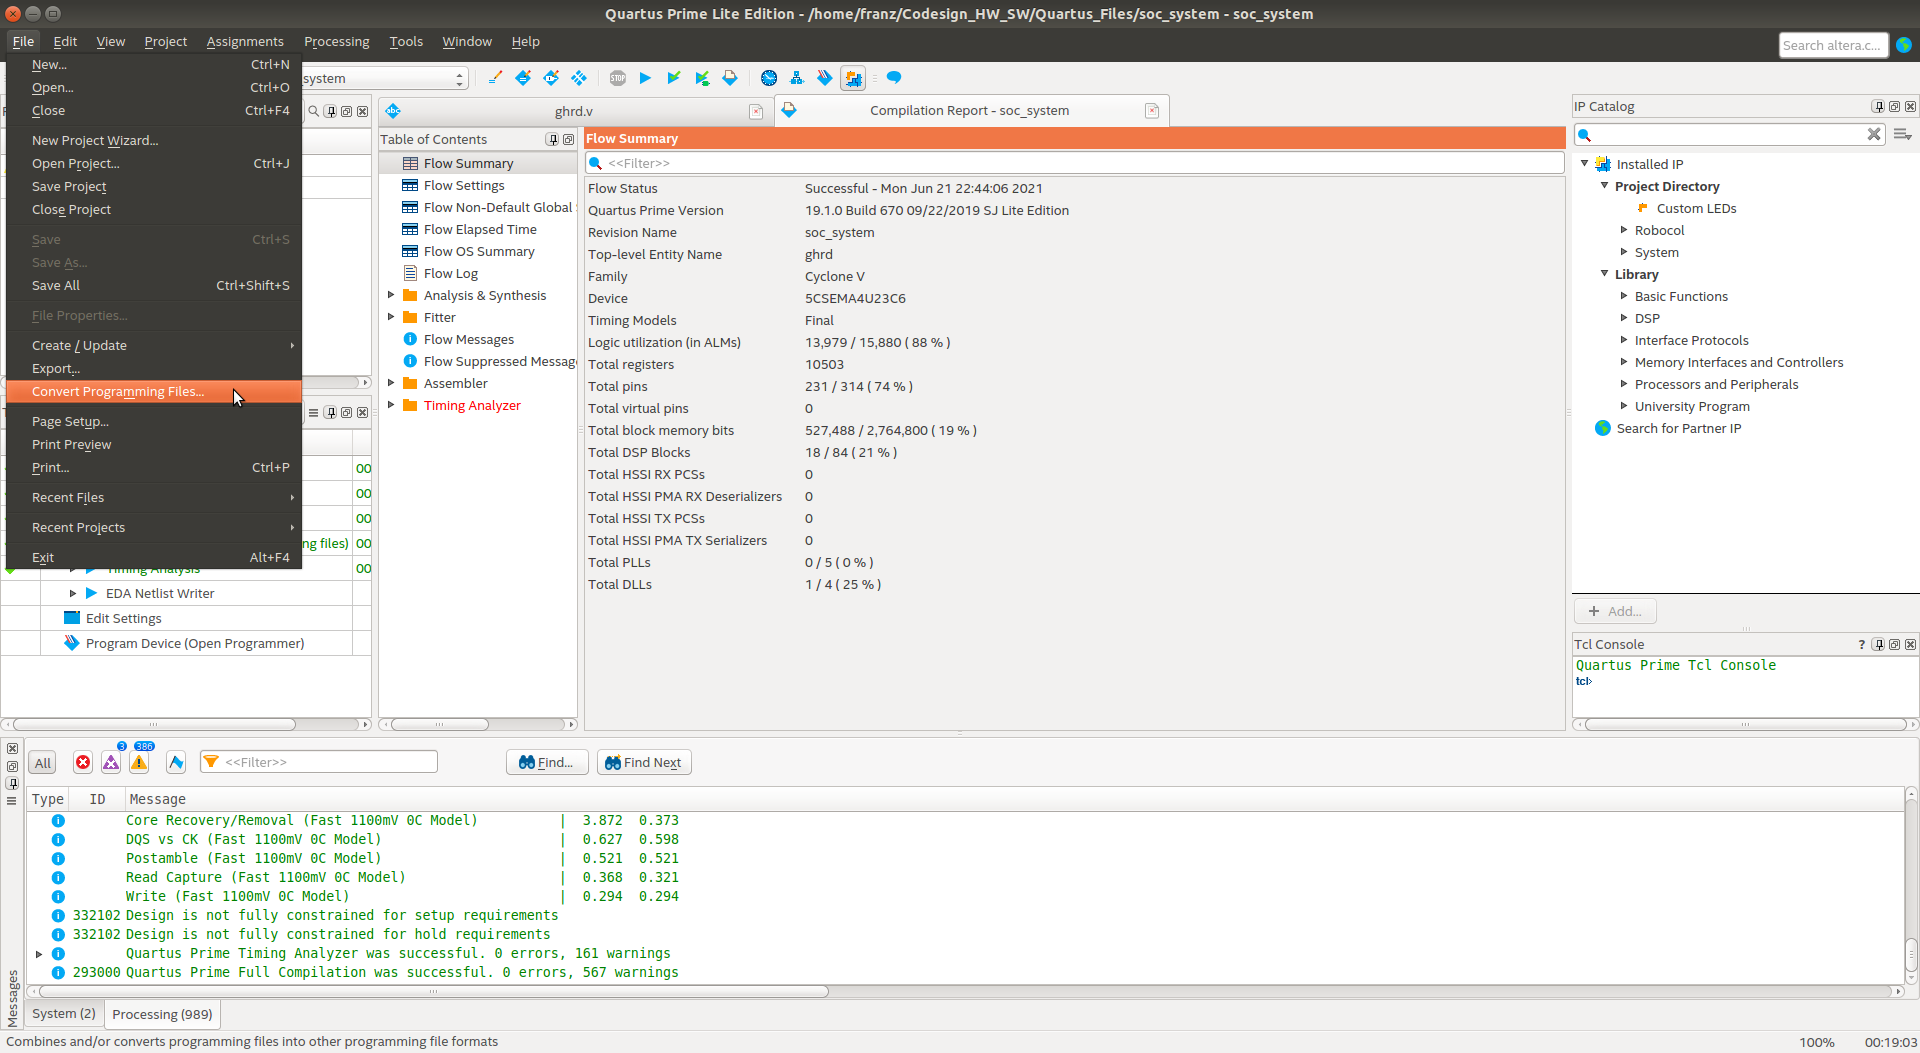 Quartus Prime Lite Edition - /home/franz/Codesign_HW_SW/Quartus_Files/soc_system - soc_system
File Edit View Project Assignments Processing Tools Window Help
Search altera.c...
New... Ctrl+N
Open... Ctrl+O
Close Ctrl+F4
New Project Wizard...
Open Project... Ctrl+J
Save Project
Close Project
Save Ctrl+S
Save As...
Save All Ctrl+Shift+S
File Properties...
Create / Update
Export...
Convert Programming Files...
Page Setup...
Print Preview
Print... Ctrl+P
Recent Files
Recent Projects
Exit Alt+F4
system
STOP
00
00
00
ng files) 00
Timing Analysis 00
EDA Netlist Writer
Edit Settings
Program Device (Open Programmer)
abc ghrd.v
Compilation Report - soc_system
Table of Contents
Flow Summary
Flow Settings
Flow Non-Default Global
Flow Elapsed Time
Flow OS Summary
Flow Log
Analysis & Synthesis
Fitter
Flow Messages
Flow Suppressed Messag
Assembler
Timing Analyzer
Flow Summary
<<Filter>>
Flow Status Successful - Mon Jun 21 22:44:06 2021
Quartus Prime Version 19.1.0 Build 670 09/22/2019 SJ Lite Edition
Revision Name soc_system
Top-level Entity Name ghrd
Family Cyclone V
Device 5CSEMA4U23C6
Timing Models Final
Logic utilization (in ALMs) 13,979 / 15,880 ( 88 % )
Total registers 10503
Total pins 231 / 314 ( 74 % )
Total virtual pins 0
Total block memory bits 527,488 / 2,764,800 ( 19 % )
Total DSP Blocks 18 / 84 ( 21 % )
Total HSSI RX PCSs 0
Total HSSI PMA RX Deserializers 0
Total HSSI TX PCSs 0
Total HSSI PMA TX Serializers 0
Total PLLs 0 / 5 ( 0 % )
Total DLLs 1 / 4 ( 25 % )
IP Catalog
Installed IP
Project Directory
Custom LEDs
Robocol
System
Library
Basic Functions
DSP
Interface Protocols
Memory Interfaces and Controllers
Processors and Peripherals
University Program
Search for Partner IP
+ Add...
Tcl Console ?
Quartus Prime Tcl Console
tcl>
All 3 386 <<Filter>> Find... Find Next
Type ID Message
Core Recovery/Removal (Fast 1100mV 0C Model) | 3.872 0.373
DQS vs CK (Fast 1100mV 0C Model) | 0.627 0.598
Postamble (Fast 1100mV 0C Model) | 0.521 0.521
Read Capture (Fast 1100mV 0C Model) | 0.368 0.321
Write (Fast 1100mV 0C Model) | 0.294 0.294
332102 Design is not fully constrained for setup requirements
332102 Design is not fully constrained for hold requirements
Quartus Prime Timing Analyzer was successful. 0 errors, 161 warnings
293000 Quartus Prime Full Compilation was successful. 0 errors, 567 warnings
Messages
System (2) Processing (989)
Combines and/or converts programming files into other programming file formats
100% 00:19:03